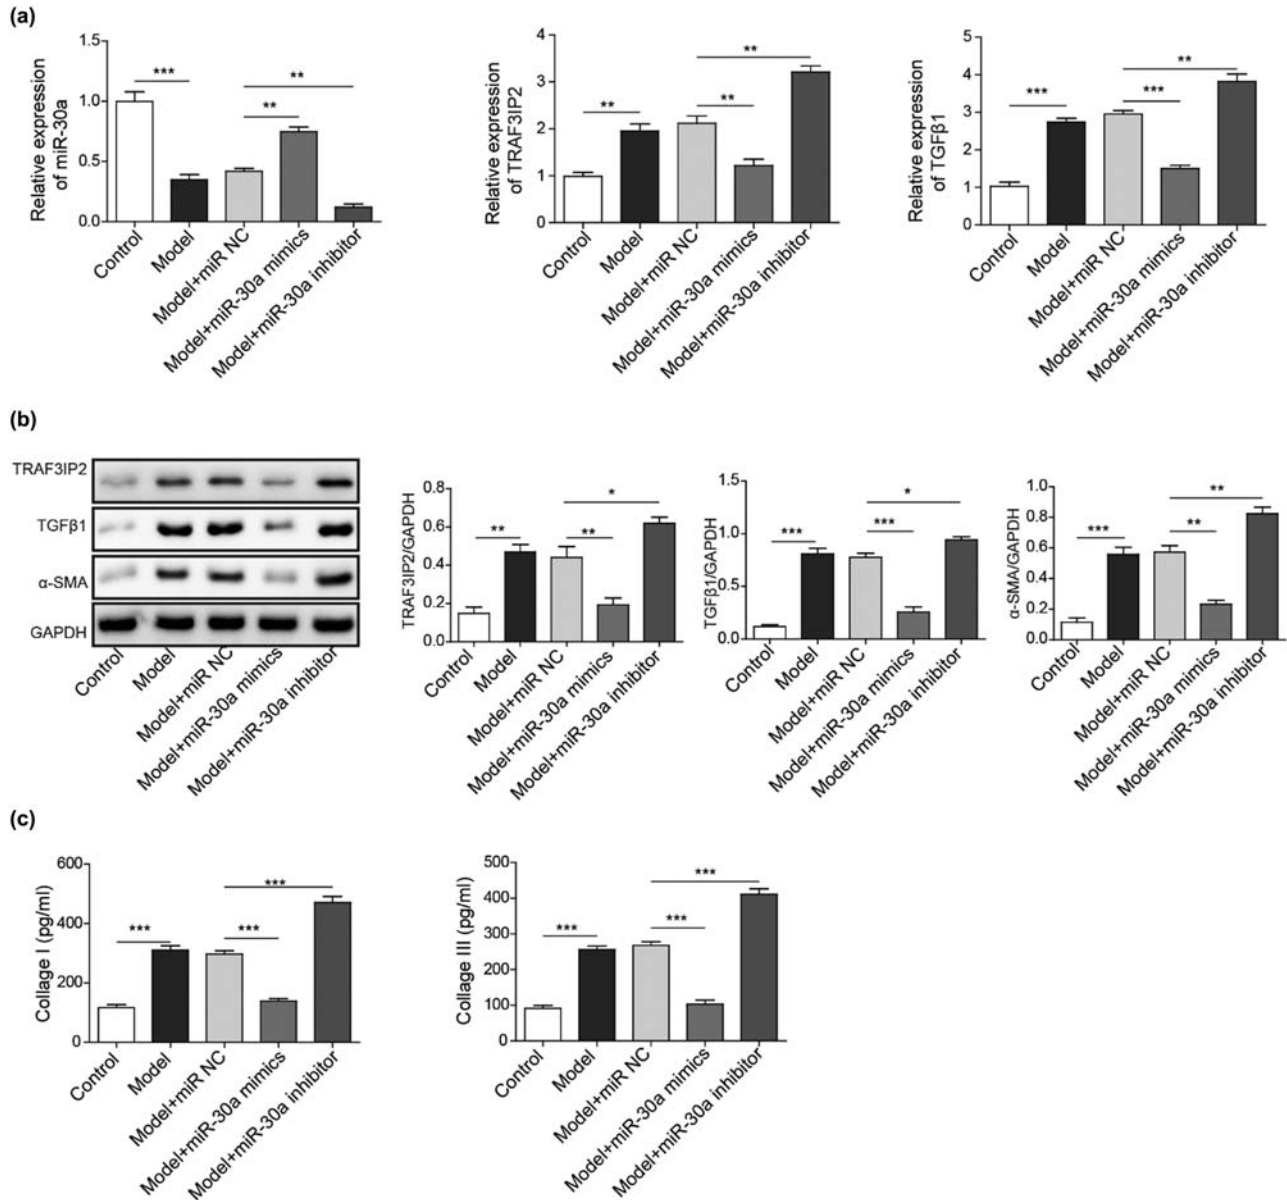 (a)
Relative expression
of miR-30a
1.5
1.0
0.5
0.0
***
**
**
Control
Model
Model+miR NC
Model+miR-30a mimics
Model+miR-30a inhibitor
Relative expression
of TRAF3IP2
4
3
2
1
0
**
**
**
Control
Model
Model+miR NC
Model+miR-30a mimics
Model+miR-30a inhibitor
Relative expression
of TGFβ1
5
4
3
2
1
0
***
***
**
Control
Model
Model+miR NC
Model+miR-30a mimics
Model+miR-30a inhibitor
(b)
TRAF3IP2
TGFβ1
α-SMA
GAPDH
Control
Model
Model+miR NC
Model+miR-30a mimics
Model+miR-30a inhibitor
TRAF3IP2/GAPDH
0.8
0.6
0.4
0.2
0.0
**
**
*
Control
Model
Model+miR NC
Model+miR-30a mimics
Model+miR-30a inhibitor
TGFβ1/GAPDH
1.5
1.0
0.5
0.0
***
***
*
Control
Model
Model+miR NC
Model+miR-30a mimics
Model+miR-30a inhibitor
α-SMA/GAPDH
1.0
0.8
0.6
0.4
0.2
0.0
***
**
**
Control
Model
Model+miR NC
Model+miR-30a mimics
Model+miR-30a inhibitor
(c)
Collage I (pg/ml)
600
400
200
0
***
***
***
Control
Model
Model+miR NC
Model+miR-30a mimics
Model+miR-30a inhibitor
Collage III (pg/ml)
500
400
300
200
100
0
***
***
***
Control
Model
Model+miR NC
Model+miR-30a mimics
Model+miR-30a inhibitor